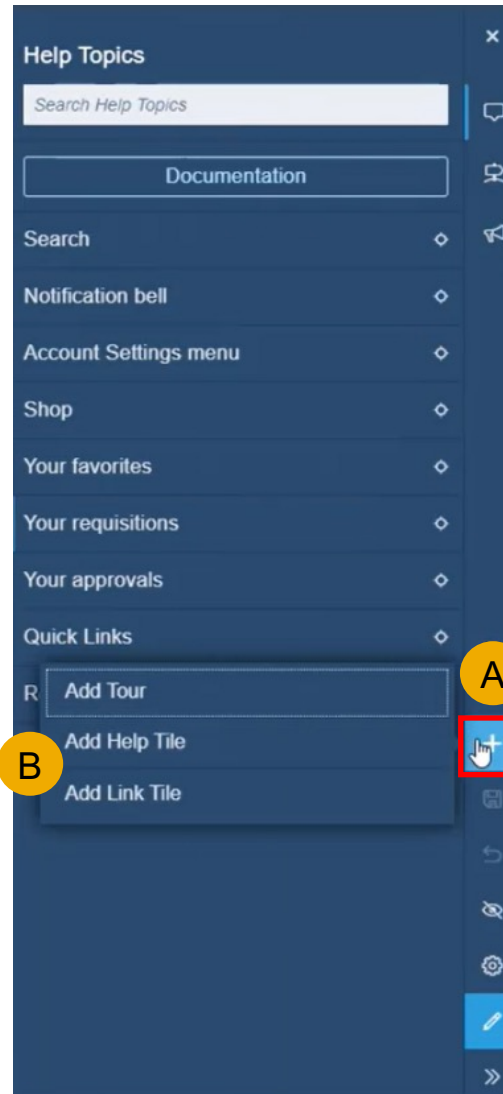 Help Topics
Search Help Topics
Documentation
Search
Notification bell
Account Settings menu
Shop
Your favorites
Your requisitions
Your approvals
Quick Links
A
R
Add Tour
Add Help Tile
B
Add Link Tile